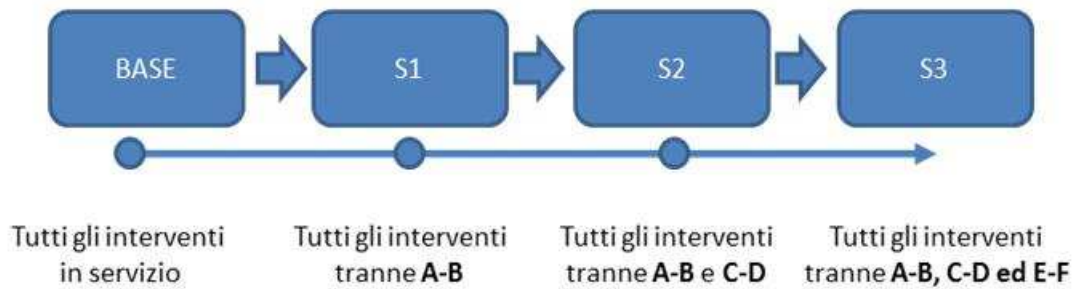 BASE
S1
S2
S3
Tutti gli interventi
in servizio
Tutti gli interventi
tranne A-B
Tutti gli interventi
tranne A-B e C-D
Tutti gli interventi
tranne A-B, C-D ed E-F